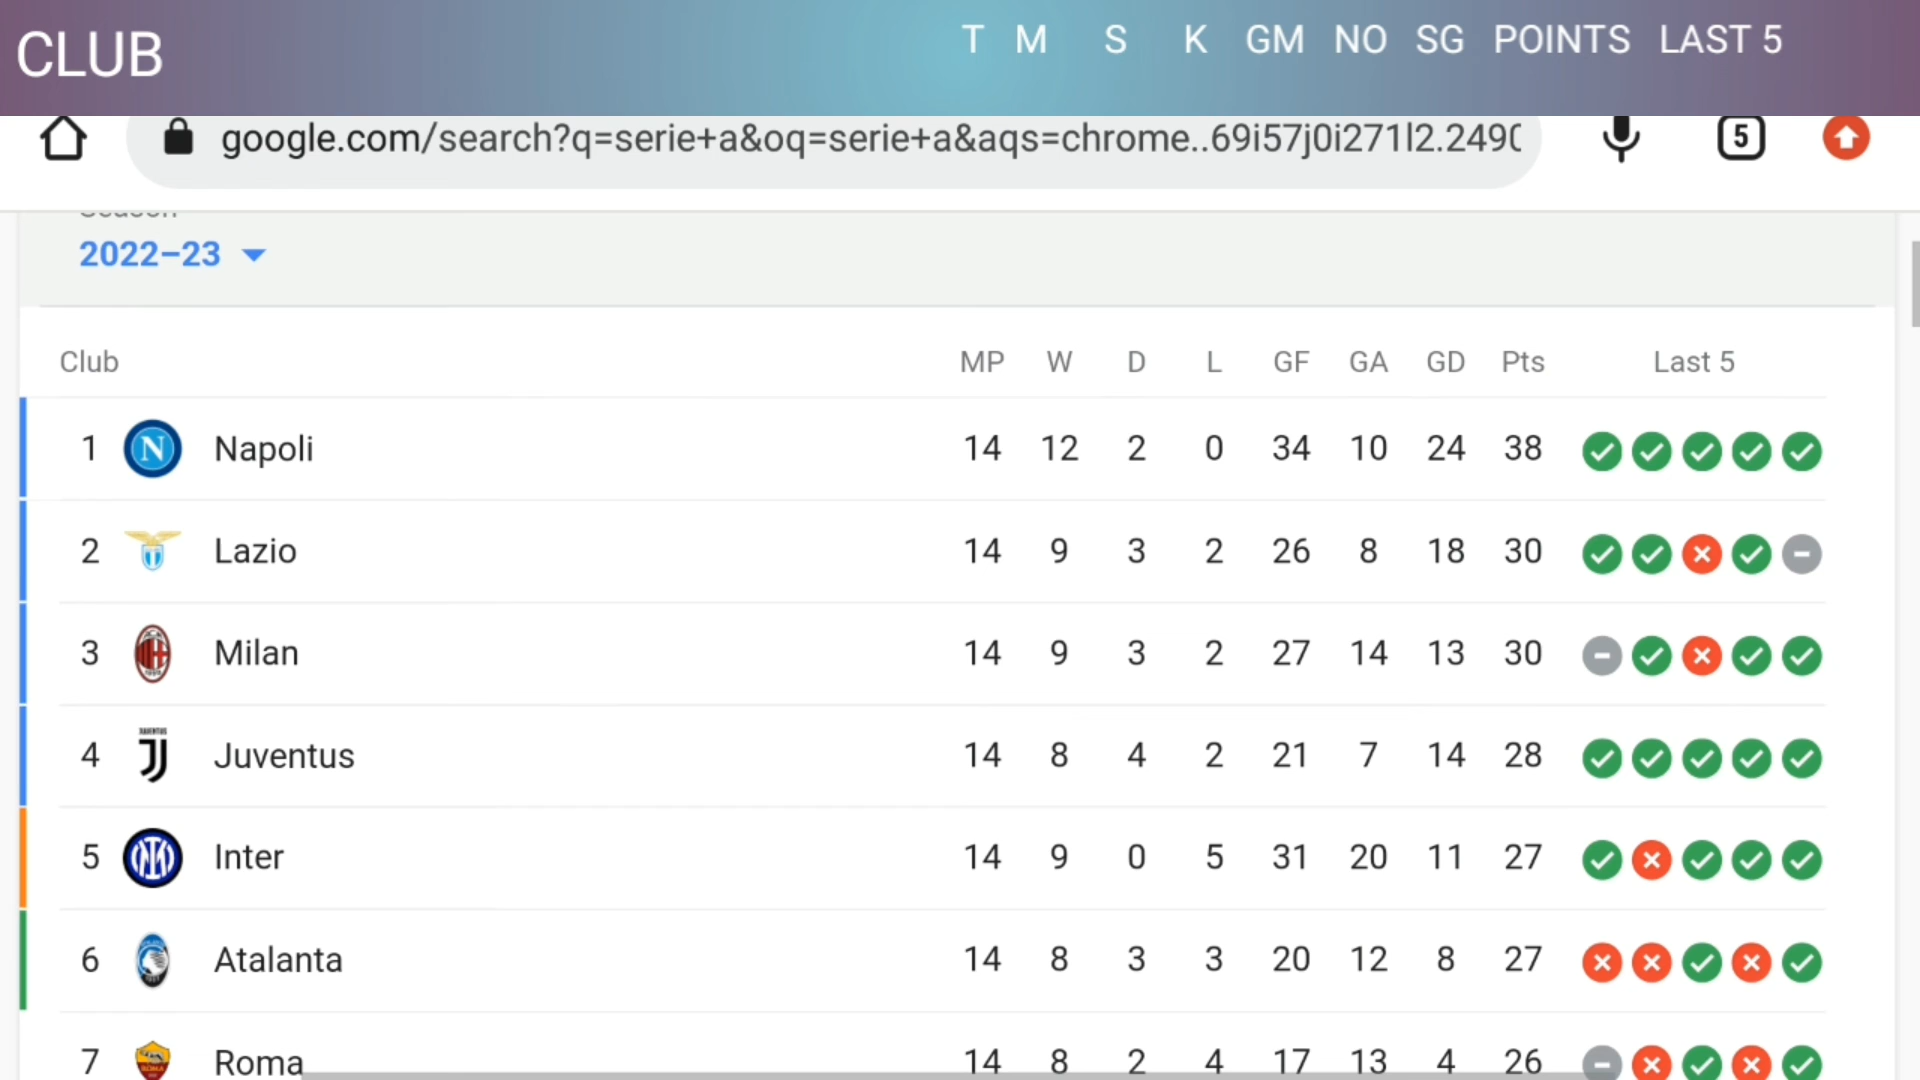 CLUB T M S K GM NO SG POINTS LAST 5
google.com/search?q=serie+a&oq=serie+a&aqs=chrome..69i57j0i271l2.2490 5
Season
2022–23
Club MP W D L GF GA GD Pts Last 5
1 N Napoli 14 12 2 0 34 10 24 38
2 Lazio 14 9 3 2 26 8 18 30
3 Milan 14 9 3 2 27 14 13 30
4 JUVENTUS Juventus 14 8 4 2 21 7 14 28
5 Inter 14 9 0 5 31 20 11 27
6 Atalanta 14 8 3 3 20 12 8 27
7 ROMA Roma 14 8 2 4 17 13 4 26